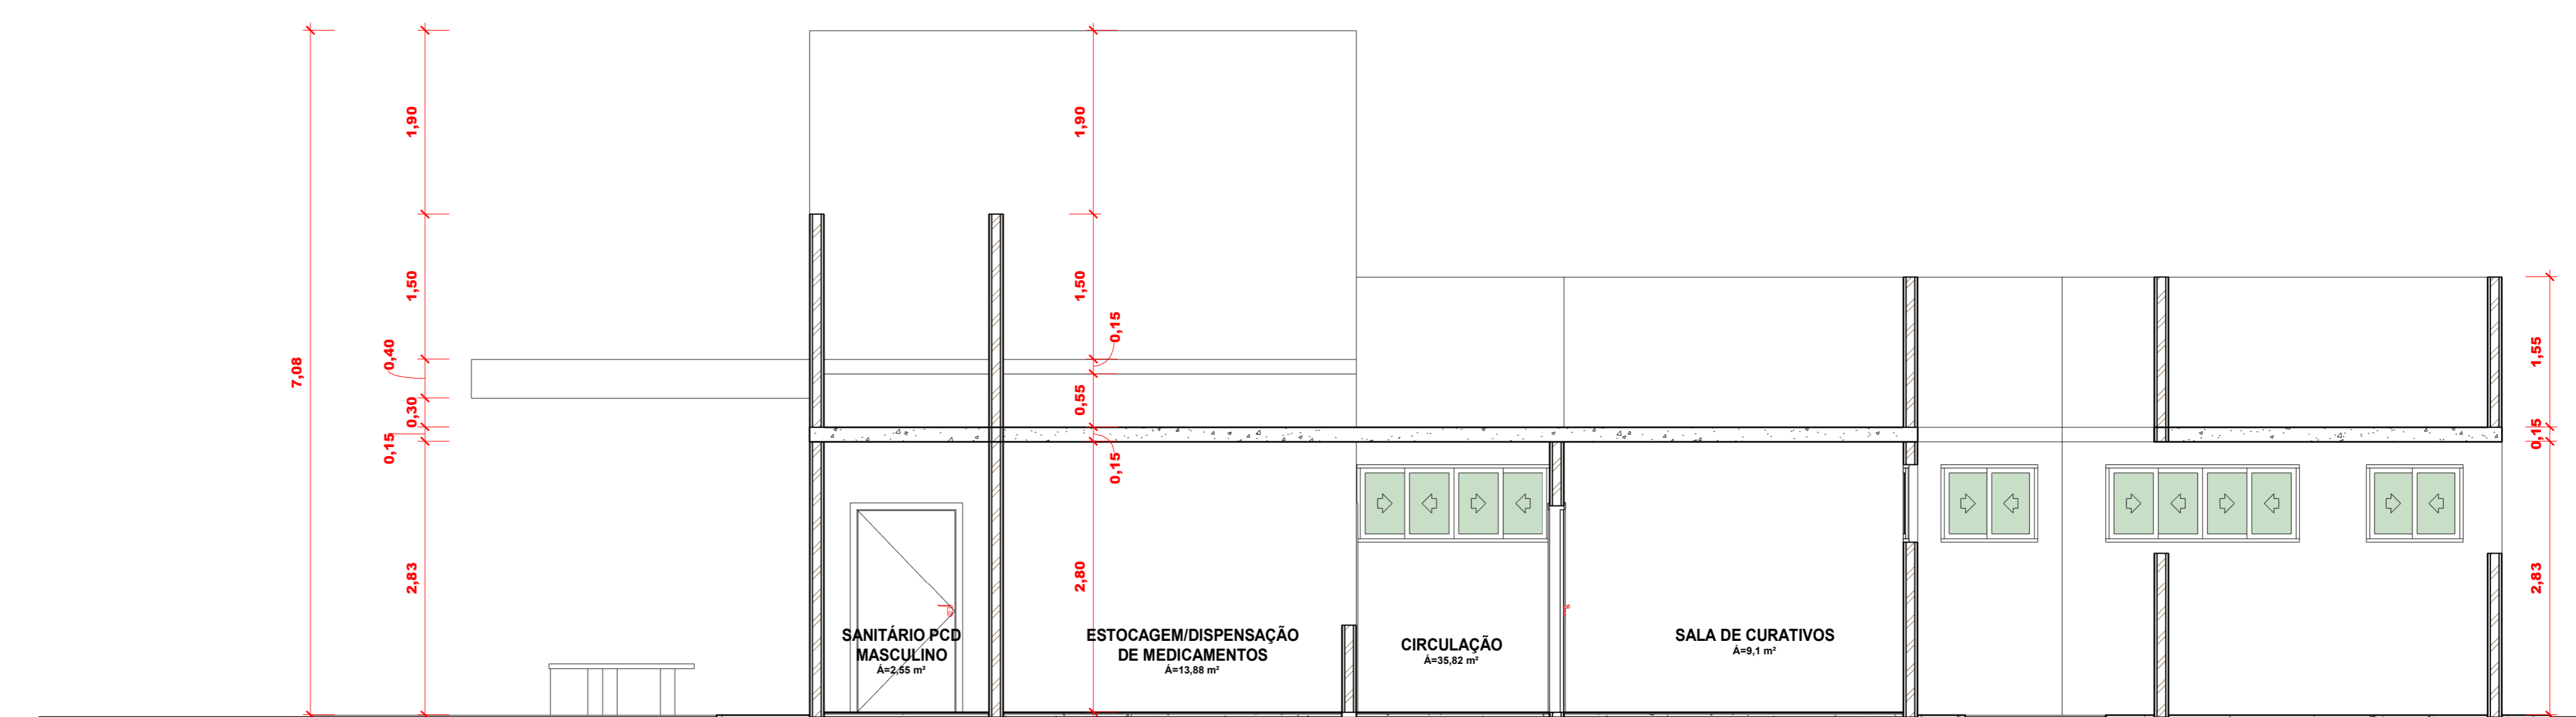 1,90
1,90
1,50
1,50
0,15
0,40
7,08
1,55
0,55
0,30
0,15
0,15
0,15
2,83
2,80
2,83
SANITÁRIO PCD
MASCULINO
Á=2,55 m²
ESTOCAGEM/DISPENSAÇÃO
DE MEDICAMENTOS
Á=13,88 m²
CIRCULAÇÃO
Á=35,82 m²
SALA DE CURATIVOS
Á=9,1 m²